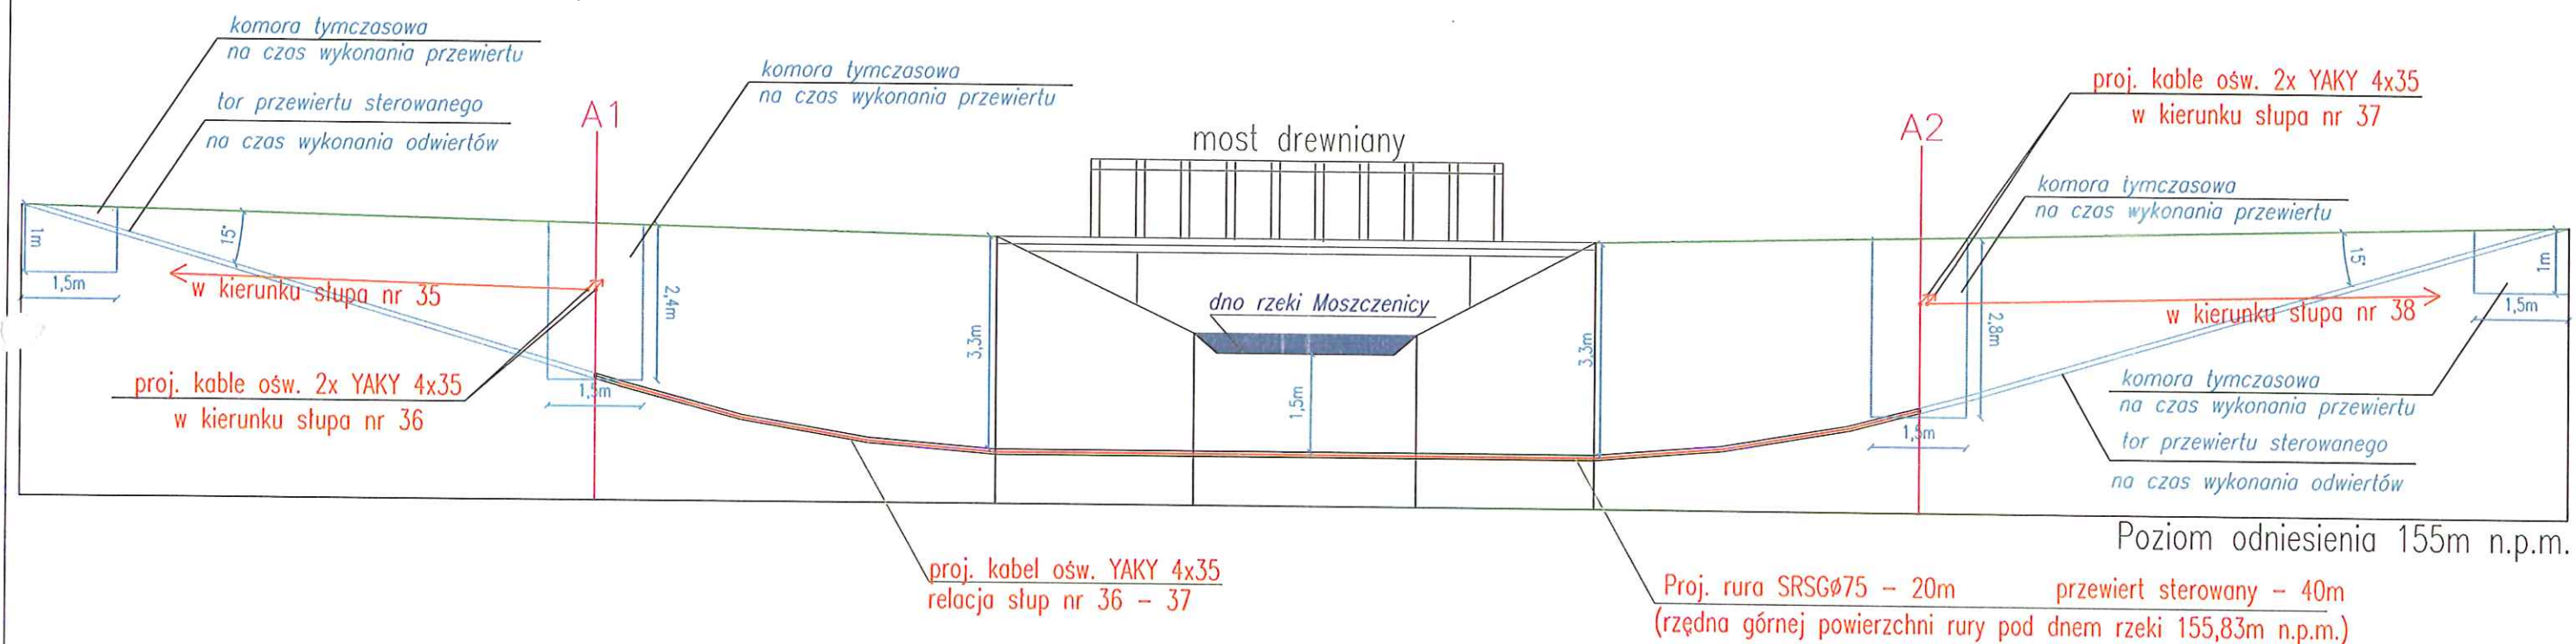 komora tymczasowa
na czas wykonania przewiertu
tor przewiertu sterowanego
na czas wykonania odwiertów
A1
komora tymczasowa
na czas wykonania przewiertu
most drewniany
A2
proj. kable ośw. 2x YAKY 4x35
w kierunku słupa nr 37
komora tymczasowa
na czas wykonania przewiertu
1m
1,5m
15°
w kierunku słupa nr 35
2,4m
proj. kable ośw. 2x YAKY 4x35
w kierunku słupa nr 36
1,5m
3,3m
dno rzeki Moszczenicy
1,5m
3,3m
2,8m
1,5m
15°
1m
1,5m
w kierunku słupa nr 38
komora tymczasowa
na czas wykonania przewiertu
tor przewiertu sterowanego
na czas wykonania odwiertów
Poziom odniesienia 155m n.p.m.
proj. kabel ośw. YAKY 4x35
relacja słup nr 36 - 37
Proj. rura SRSGø75 - 20m przewiert sterowany - 40m
(rzędna górnej powierzchni rury pod dnem rzeki 155,83m n.p.m.)